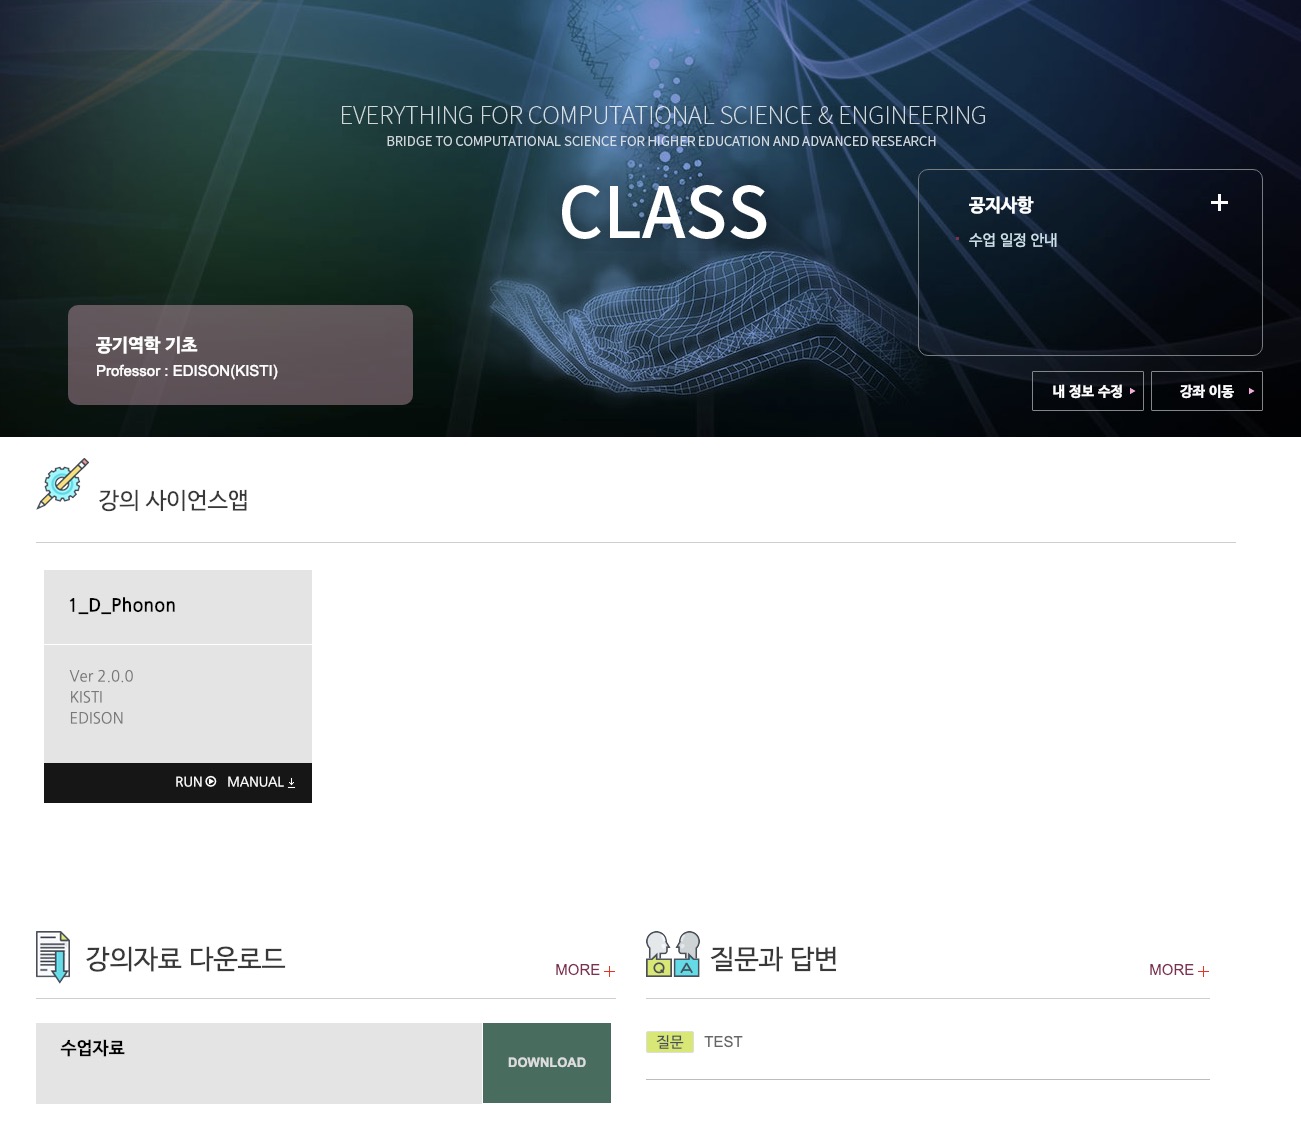 EVERYTHING FOR COMPUTATIONAL SCIENCE & ENGINEERING
BRIDGE TO COMPUTATIONAL SCIENCE FOR HIGHER EDUCATION AND ADVANCED RESEARCH
CLASS
공지사항
수업 일정 안내
공기역학 기초
Professor : EDISON(KISTI)
내 정보 수정
강좌 이동
강의 사이언스앱
1_D_Phonon
Ver 2.0.0
KISTI
EDISON
RUN MANUAL
강의자료 다운로드
MORE
수업자료
DOWNLOAD
Q A
질문과 답변
MORE
질문 TEST